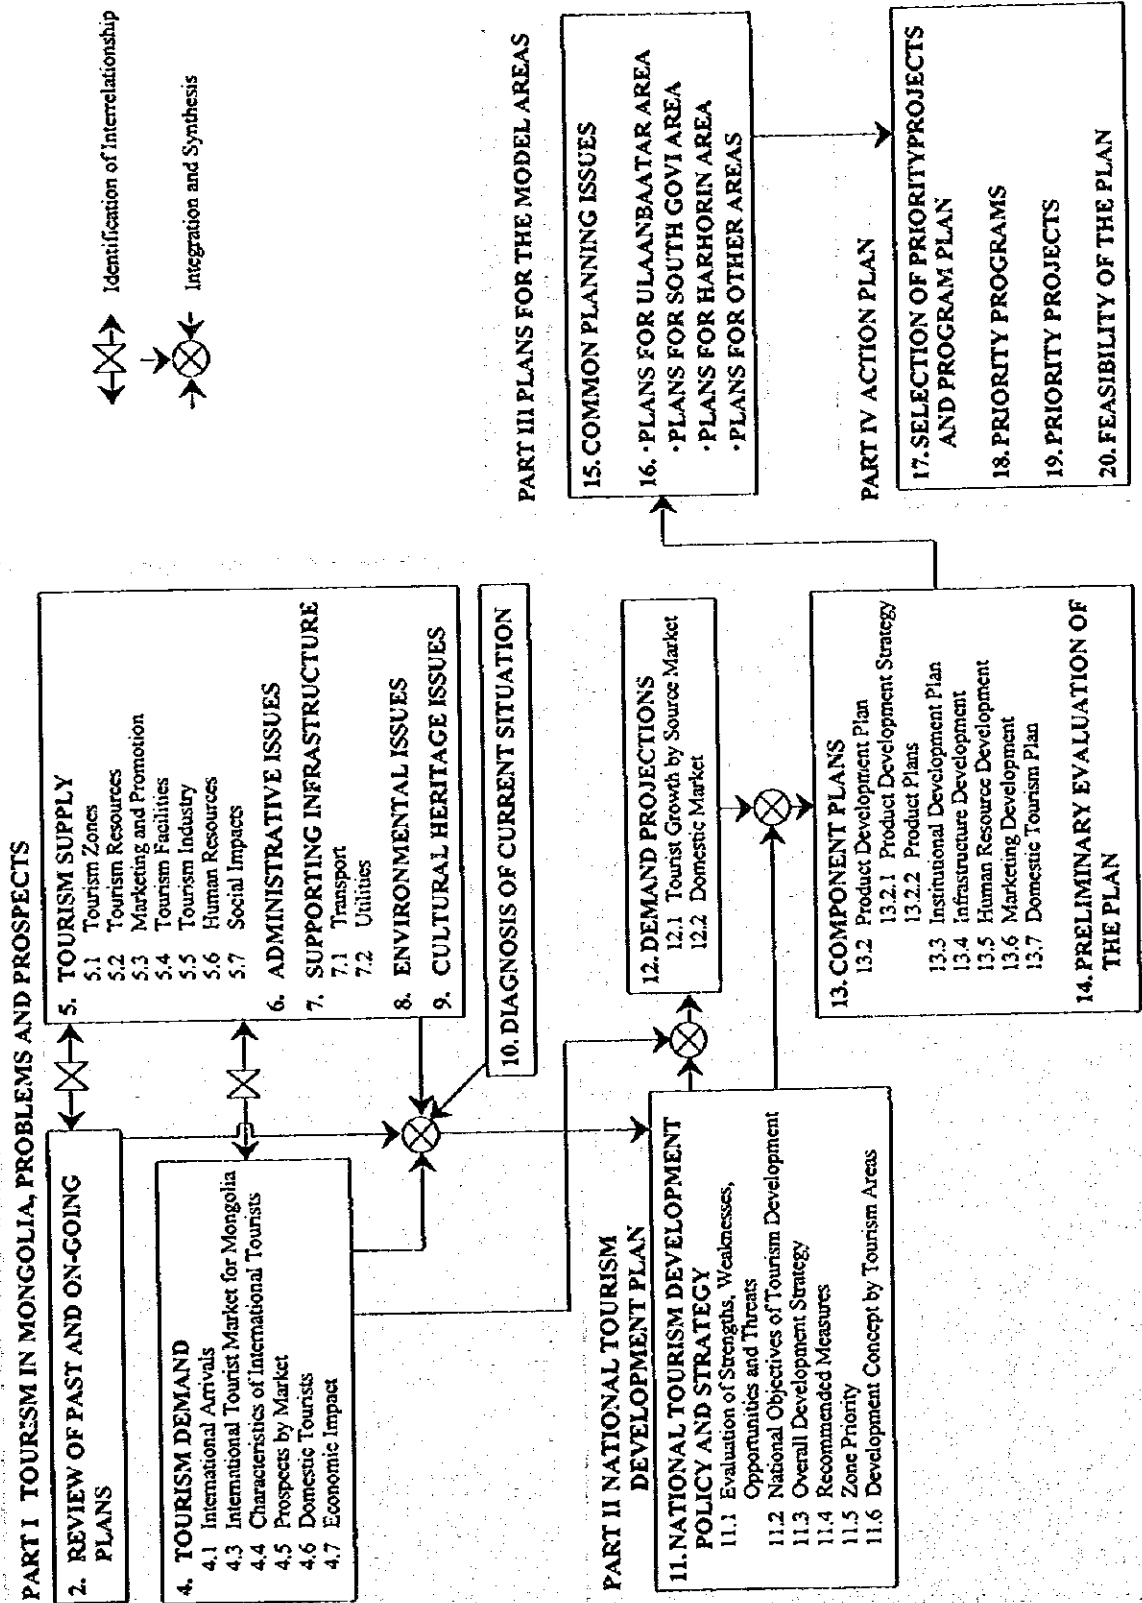 PART I TOURISM IN MONGOLIA, PROBLEMS AND PROSPECTS
2. REVIEW OF PAST AND ON-GOING
PLANS
4. TOURISM DEMAND
4.1 International Arrivals
4.3 International Tourist Market for Mongolia
4.4 Characteristics of International Tourists
4.5 Prospects by Market
4.6 Domestic Tourists
4.7 Economic Impact
5. TOURISM SUPPLY
5.1 Tourism Zones
5.2 Tourism Resources
5.3 Marketing and Promotion
5.4 Tourism Facilities
5.5 Tourism Industry
5.6 Human Resources
5.7 Social Impacts
6. ADMINISTRATIVE ISSUES
7. SUPPORTING INFRASTRUCTURE
7.1 Transport
7.2 Utilities
8. ENVIRONMENTAL ISSUES
9. CULTURAL HERITAGE ISSUES
10. DIAGNOSIS OF CURRENT SITUATION
PART II NATIONAL TOURISM
DEVELOPMENT PLAN
11. NATIONAL TOURISM DEVELOPMENT
POLICY AND STRATEGY
11.1 Evaluation of Strengths, Weaknesses,
Opportunities and Threats
11.2 National Objectives of Tourism Development
11.3 Overall Development Strategy
11.4 Recommended Measures
11.5 Zone Priority
11.6 Development Concept by Tourism Areas
12. DEMAND PROJECTIONS
12.1 Tourist Growth by Source Market
12.2 Domestic Market
13. COMPONENT PLANS
13.2 Product Development Plan
13.2.1 Product Development Strategy
13.2.2 Product Plans
13.3 Institutional Development Plan
13.4 Infrastructure Development
13.5 Human Resource Development
13.6 Marketing Development
13.7 Domestic Tourism Plan
14. PRELIMINARY EVALUATION OF
THE PLAN
Identification of Interrelationship
Integration and Synthesis
PART III PLANS FOR THE MODEL AREAS
15. COMMON PLANNING ISSUES
16. ·PLANS FOR ULAANBAATAR AREA
·PLANS FOR SOUTH GOVI AREA
·PLANS FOR HARHORIN AREA
·PLANS FOR OTHER AREAS
PART IV ACTION PLAN
17. SELECTION OF PRIORITYPROJECTS
AND PROGRAM PLAN
18. PRIORITY PROGRAMS
19. PRIORITY PROJECTS
20. FEASIBILITY OF THE PLAN